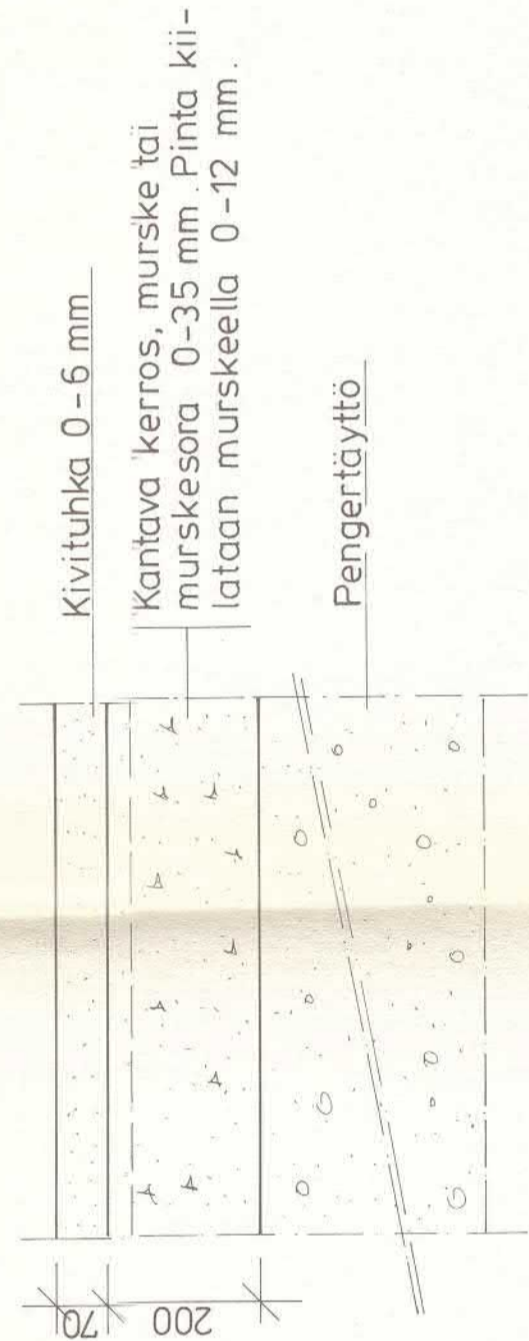 Kivituhka 0-6 mm
Kantava kerros, murske tai
murskesora 0-35 mm. Pinta kii-
lataan murskeella 0-12 mm.
Pengertäyttö
70
200